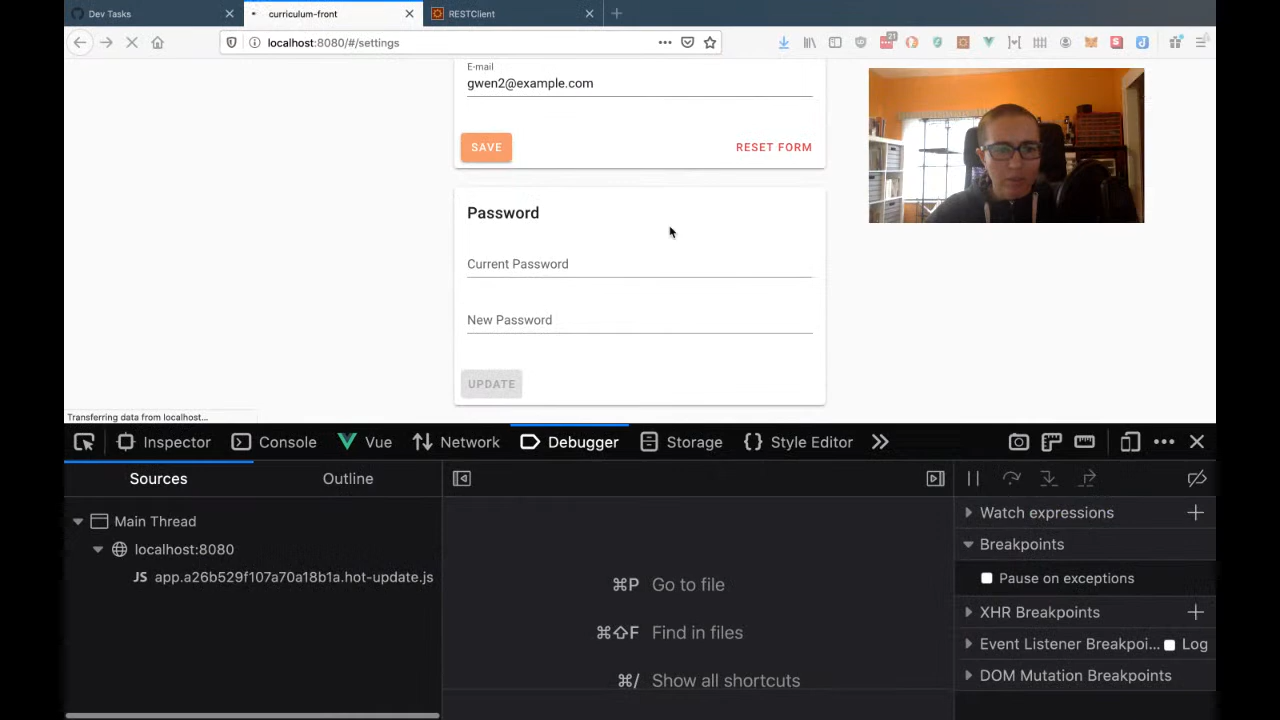 Dev Tasks
curriculum-front
RESTClient
localhost:8080/#/settings
21
E-mail
gwen2@example.com
SAVE
RESET FORM
Password
Current Password
New Password
UPDATE
Transferring data from localhost...
Inspector
Console
Vue
Network
Debugger
Storage
{} Style Editor
Sources
Outline
Main Thread
localhost:8080
JS app.a26b529f107a70a18b1a.hot-update.js
⌘P Go to file
⌘⇧F Find in files
⌘/ Show all shortcuts
Watch expressions
Breakpoints
Pause on exceptions
XHR Breakpoints
Event Listener Breakpoi... Log
DOM Mutation Breakpoints